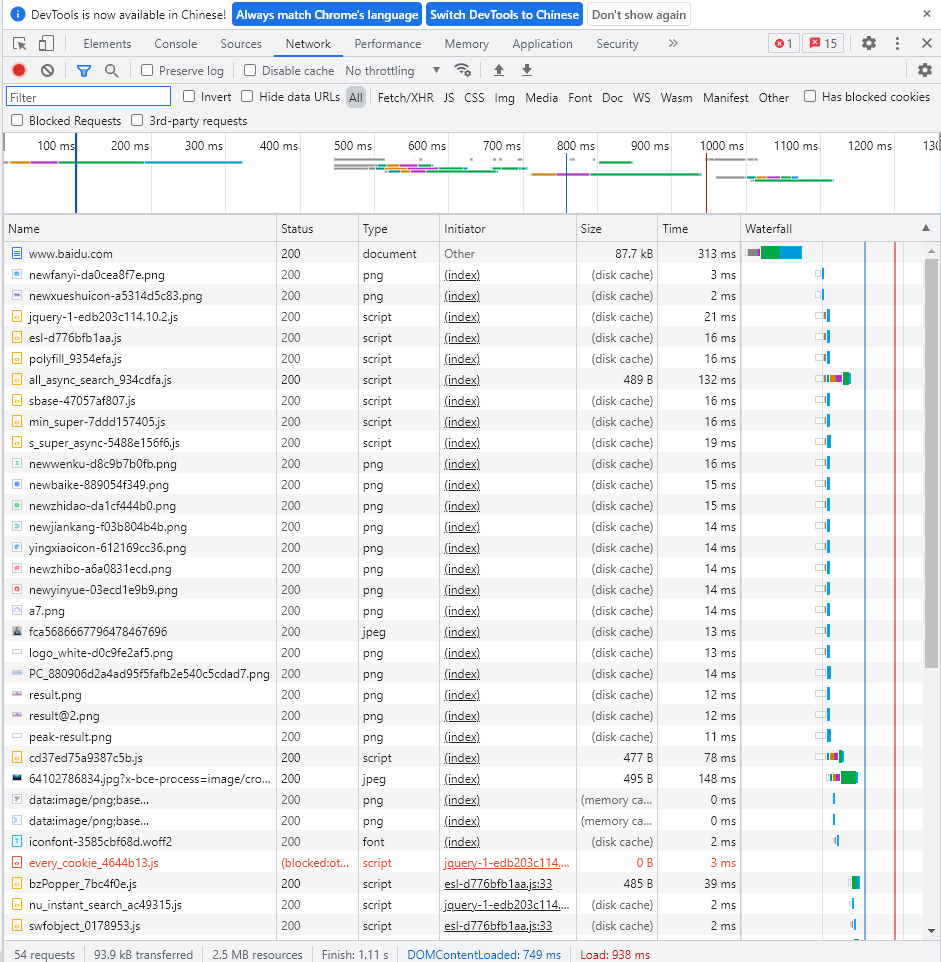 DevTools is now available in Chinese! Always match Chrome's language Switch DevTools to Chinese Don't show again
Elements Console Sources Network Performance Memory Application Security 1 15
Preserve log Disable cache No throttling
Filter Invert Hide data URLs All Fetch/XHR JS CSS Img Media Font Doc WS Wasm Manifest Other Has blocked cookies
Blocked Requests 3rd-party requests
100 ms 200 ms 300 ms 400 ms 500 ms 600 ms 700 ms 800 ms 900 ms 1000 ms 1100 ms 1200 ms
Name Status Type Initiator Size Time Waterfall
www.baidu.com 200 document Other 87.7 kB 313 ms
newfanyi-da0cea8f7e.png 200 png (index) (disk cache) 3 ms
newxueshuicon-a5314d5c83.png 200 png (index) (disk cache) 2 ms
jquery-1-edb203c114.10.2.js 200 script (index) (disk cache) 21 ms
esl-d776bfb1aa.js 200 script (index) (disk cache) 16 ms
polyfill_9354efa.js 200 script (index) (disk cache) 16 ms
all_async_search_934cdfa.js 200 script (index) 489 B 132 ms
sbase-47057af807.js 200 script (index) (disk cache) 16 ms
min_super-7ddd157405.js 200 script (index) (disk cache) 16 ms
s_super_async-5488e156f6.js 200 script (index) (disk cache) 19 ms
newwenku-d8c9b7b0fb.png 200 png (index) (disk cache) 16 ms
newbaike-889054f349.png 200 png (index) (disk cache) 15 ms
newzhidao-da1cf444b0.png 200 png (index) (disk cache) 15 ms
newjiankang-f03b804b4b.png 200 png (index) (disk cache) 14 ms
yingxiaoicon-612169cc36.png 200 png (index) (disk cache) 14 ms
newzhibo-a6a0831ecd.png 200 png (index) (disk cache) 14 ms
newyinyue-03ecd1e9b9.png 200 png (index) (disk cache) 14 ms
a7.png 200 png (index) (disk cache) 14 ms
fca5686667796478467696 200 jpeg (index) (disk cache) 13 ms
logo_white-d0c9fe2af5.png 200 png (index) (disk cache) 13 ms
PC_880906d2a4ad95f5fafb2e540c5cdad7.png 200 png (index) (disk cache) 14 ms
result.png 200 png (index) (disk cache) 12 ms
result@2.png 200 png (index) (disk cache) 12 ms
peak-result.png 200 png (index) (disk cache) 11 ms
cd37ed75a9387c5b.js 200 script (index) 477 B 78 ms
64102786834.jpg?x-bce-process=image/cro... 200 jpeg (index) 495 B 148 ms
data:image/png;base... 200 png (index) (memory ca... 0 ms
data:image/png;base... 200 png (index) (memory ca... 0 ms
iconfont-3585cbf68d.woff2 200 font (index) (disk cache) 2 ms
every_cookie_4644b13.js (blocked:ot... script jquery-1-edb203c114.... 0 B 3 ms
bzPopper_7bc4f0e.js 200 script esl-d776bfb1aa.js:33 485 B 39 ms
nu_instant_search_ac49315.js 200 script jquery-1-edb203c114.... (disk cache) 2 ms
swfobject_0178953.js 200 script esl-d776bfb1aa.js:33 (disk cache) 2 ms
54 requests 93.9 kB transferred 2.5 MB resources Finish: 1.11 s DOMContentLoaded: 749 ms Load: 938 ms